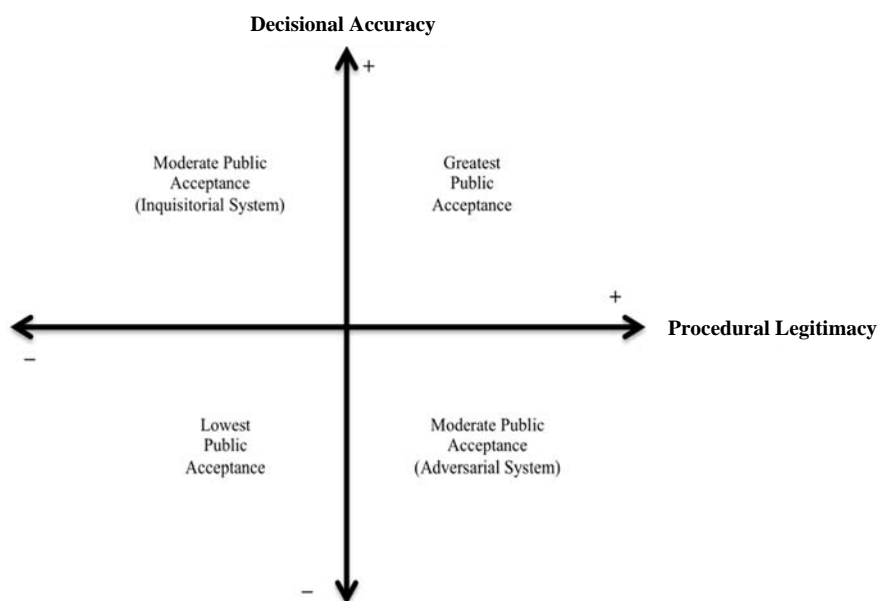 Decisional Accuracy
+
Moderate Public
Acceptance
(Inquisitorial System)
Greatest
Public
Acceptance
+
Procedural Legitimacy
–
Lowest
Public
Acceptance
Moderate Public
Acceptance
(Adversarial System)
–